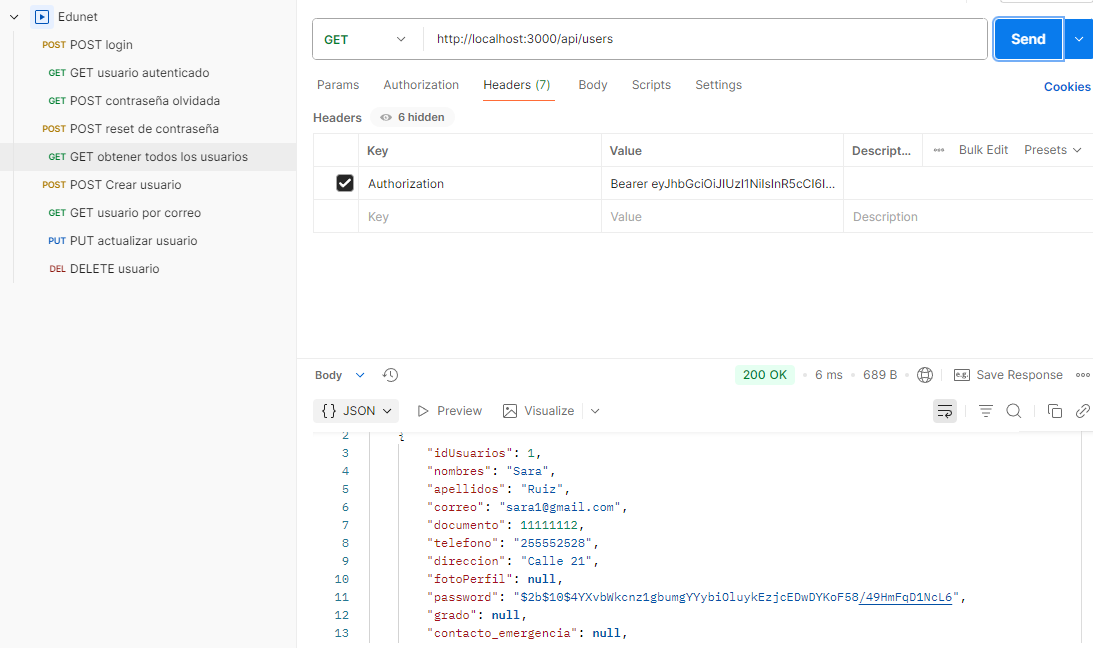 Edunet
POST POST login
GET GET usuario autenticado
GET POST contraseña olvidada
POST POST reset de contraseña
GET GET obtener todos los usuarios
POST POST Crear usuario
GET GET usuario por correo
PUT PUT actualizar usuario
DEL DELETE usuario
GET http://localhost:3000/api/users Send
Params Authorization Headers (7) Body Scripts Settings Cookies
Headers 6 hidden
Key Value Descript... Bulk Edit Presets
Authorization Bearer eyJhbGciOiJIUzI1NiIsInR5cCI6I...
Key Value Description
Body 200 OK 6 ms 689 B e.g. Save Response
{} JSON Preview Visualize
2 {
3 "idUsuarios": 1,
4 "nombres": "Sara",
5 "apellidos": "Ruiz",
6 "correo": "sara1@gmail.com",
7 "documento": 11111112,
8 "telefono": "255552528",
9 "direccion": "Calle 21",
10 "fotoPerfil": null,
11 "password": "$2b$10$4YXvbWkcnz1gbumgYYybiOluykEzjcEDwDYKoF58/49HmFqD1NcL6",
12 "grado": null,
13 "contacto_emergencia": null,